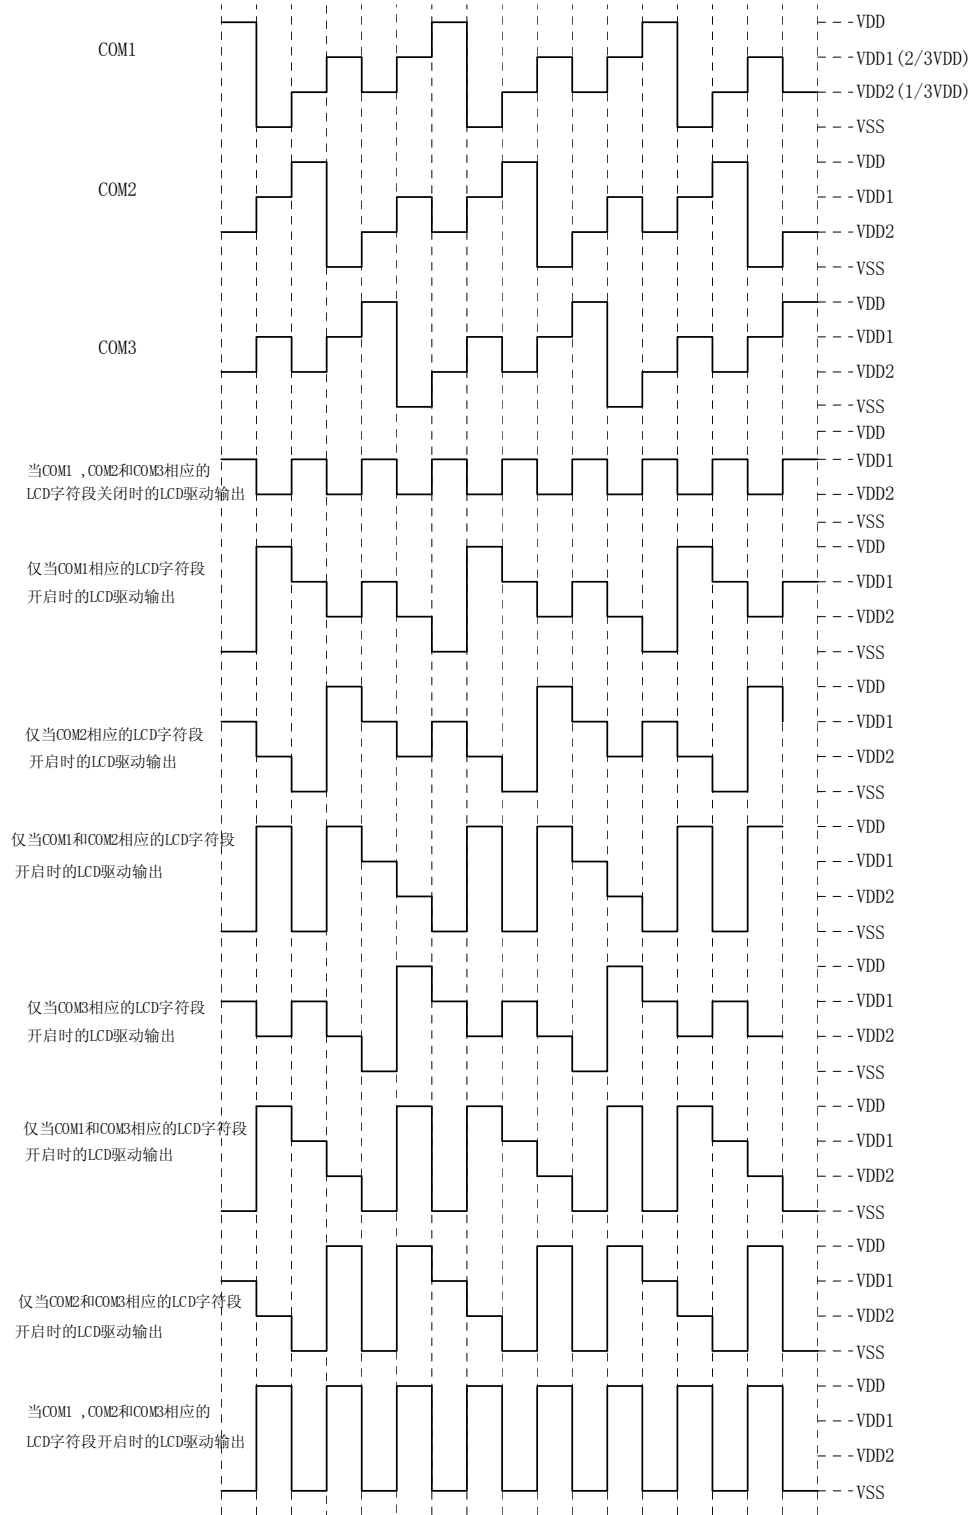 VDD
COM1
VDD1(2/3VDD)
VDD2(1/3VDD)
VSS
VDD
COM2
VDD1
VDD2
VSS
VDD
COM3
VDD1
VDD2
VSS
VDD
当COM1 ,COM2和COM3相应的
LCD字符段关闭时的LCD驱动输出
VDD1
VDD2
VSS
VDD
仅当COM1相应的LCD字符段
开启时的LCD驱动输出
VDD1
VDD2
VSS
VDD
仅当COM2相应的LCD字符段
开启时的LCD驱动输出
VDD1
VDD2
VSS
VDD
仅当COM1和COM2相应的LCD字符段
开启时的LCD驱动输出
VDD1
VDD2
VSS
VDD
仅当COM3相应的LCD字符段
开启时的LCD驱动输出
VDD1
VDD2
VSS
VDD
仅当COM1和COM3相应的LCD字符段
开启时的LCD驱动输出
VDD1
VDD2
VSS
VDD
仅当COM2和COM3相应的LCD字符段
开启时的LCD驱动输出
VDD1
VDD2
VSS
VDD
当COM1 ,COM2和COM3相应的
LCD字符段开启时的LCD驱动输出
VDD1
VDD2
VSS